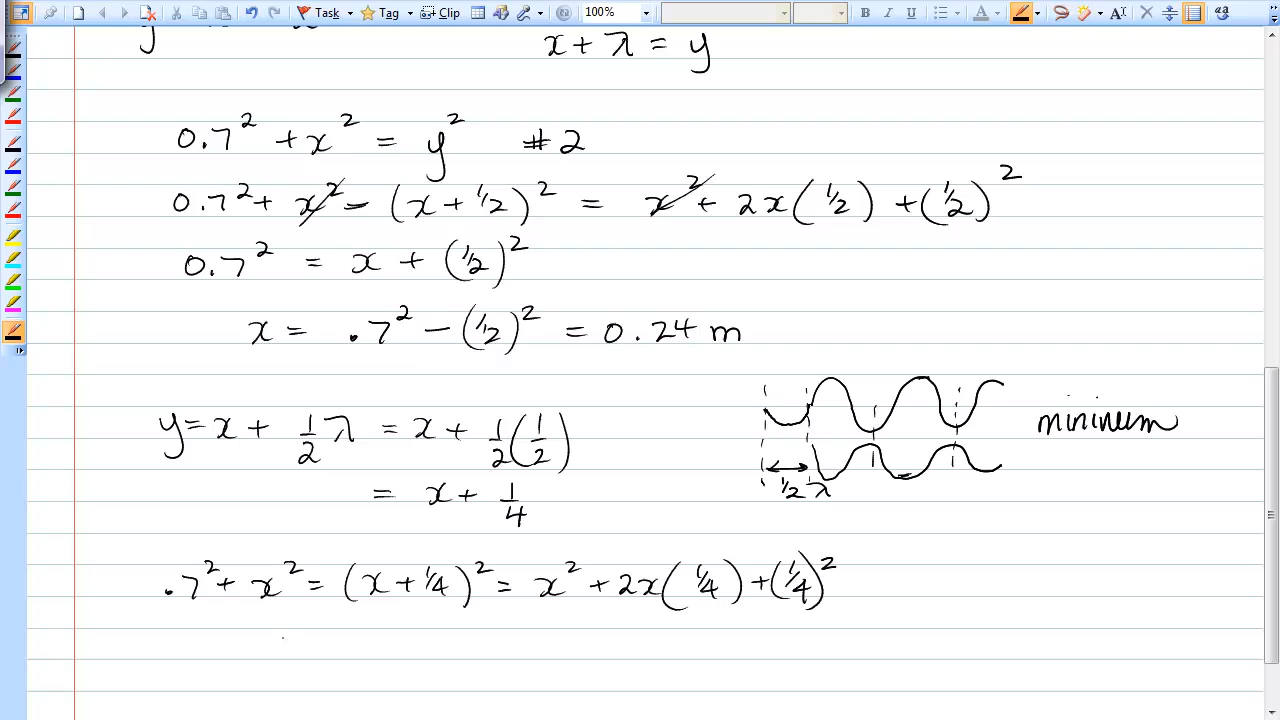 Task Tag Clip 100% B I U A A
x + λ = y
0.7² + x² = y² #2
0.7² + x² - (x + 1/2)² = x² + 2x(1/2) + (1/2)²
0.7² = x + (1/2)²
x = .7² - (1/2)² = 0.24 m
y = x + 1/2 λ = x + 1/2(1/2)
mininum
1/2 λ
= x + 1/4
.7² + x² = (x + 1/4)² = x² + 2x(1/4) + (1/4)²